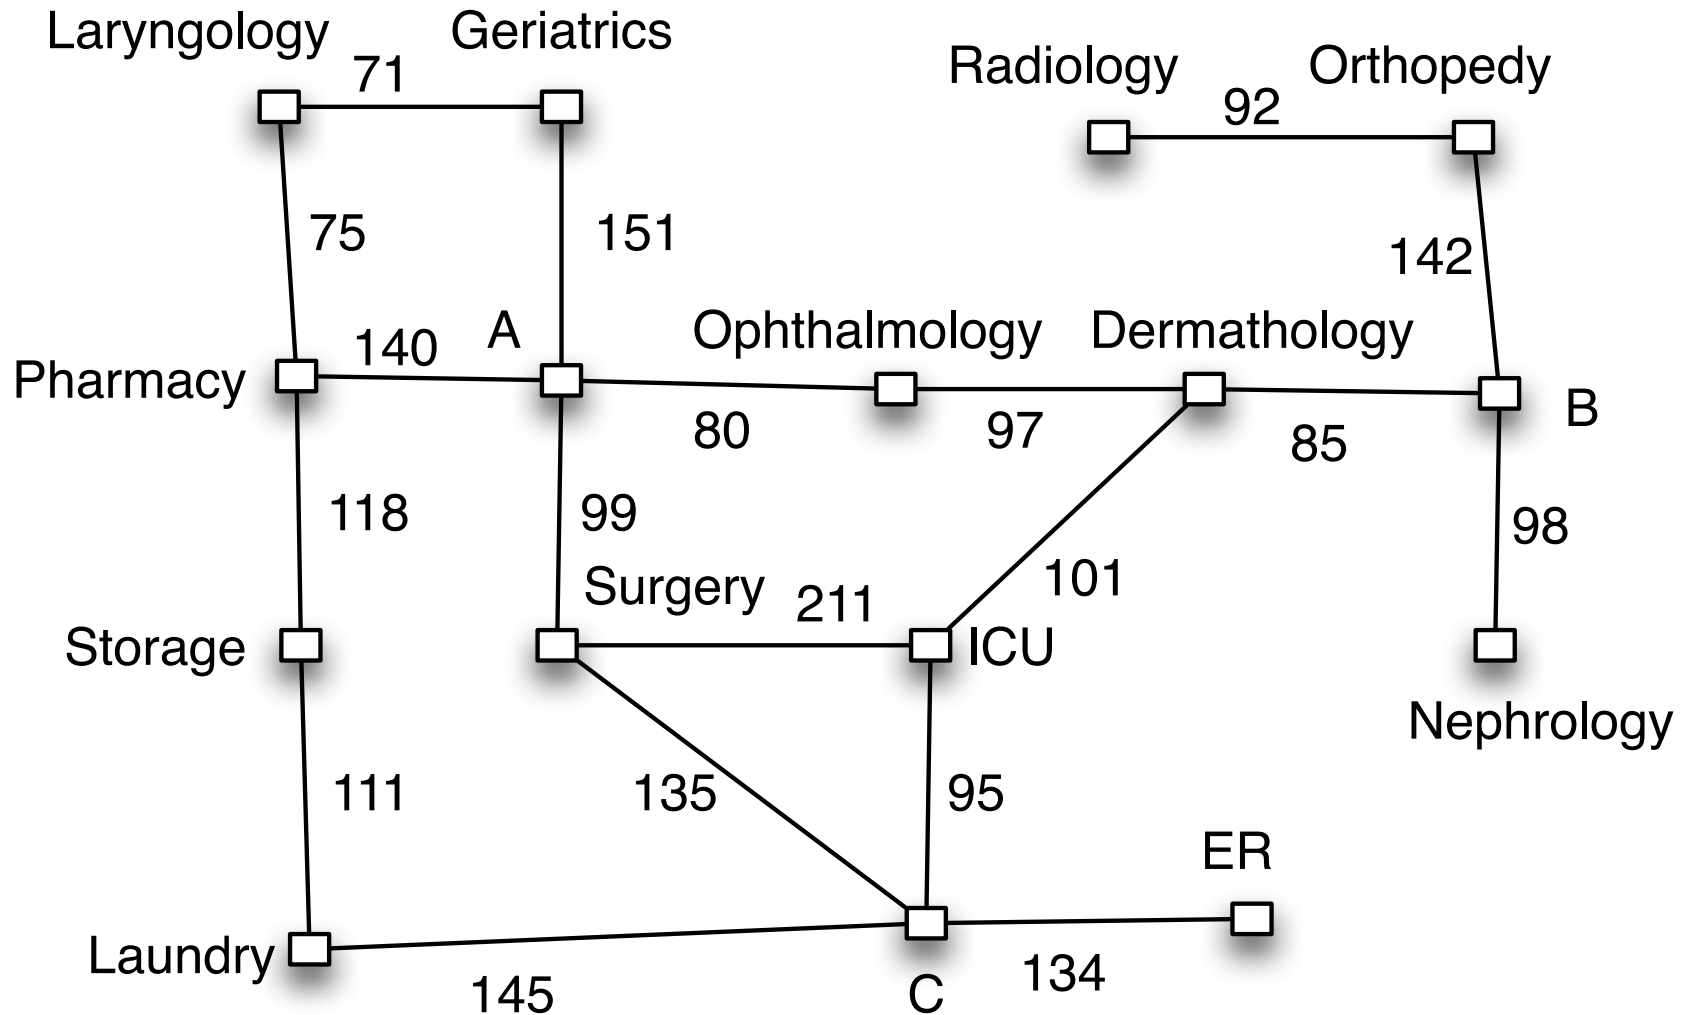 Laryngology
Geriatrics
71
Radiology
Orthopedy
92
75
151
142
Pharmacy
140
A
Ophthalmology
Dermathology
B
80
97
85
118
99
98
Surgery
211
101
Storage
ICU
Nephrology
111
135
95
ER
Laundry
145
C
134